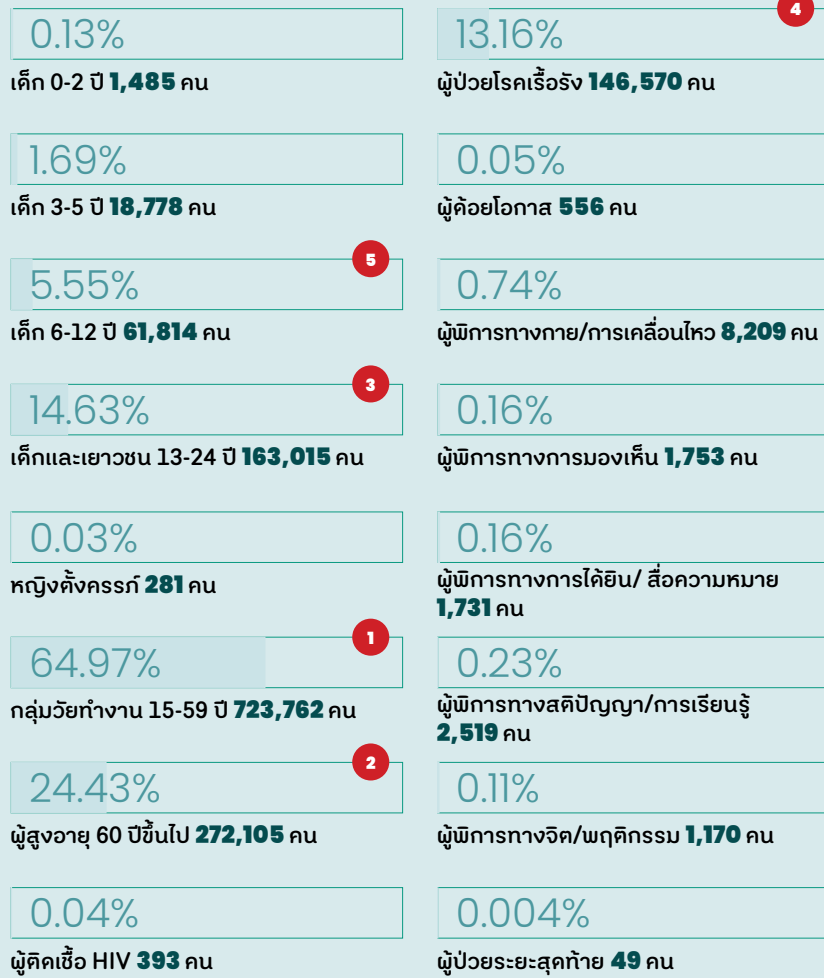 0.13%
เด็ก 0-2 ปี 1,485 คน
1.69%
เด็ก 3-5 ปี 18,778 คน
5
5.55%
เด็ก 6-12 ปี 61,814 คน
3
14.63%
เด็กและเยาวชน 13-24 ปี 163,015 คน
0.03%
หญิงตั้งครรภ์ 281 คน
1
64.97%
กลุ่มวัยทำงาน 15-59 ปี 723,762 คน
2
24.43%
ผู้สูงอายุ 60 ปีขึ้นไป 272,105 คน
0.04%
ผู้ติดเชื้อ HIV 393 คน
4
13.16%
ผู้ป่วยโรคเรื้อรัง 146,570 คน
0.05%
ผู้ด้อยโอกาส 556 คน
0.74%
ผู้พิการทางกาย/การเคลื่อนไหว 8,209 คน
0.16%
ผู้พิการทางการมองเห็น 1,753 คน
0.16%
ผู้พิการทางการได้ยิน/ สื่อความหมาย
1,731 คน
0.23%
ผู้พิการทางสติปัญญา/การเรียนรู้
2,519 คน
0.11%
ผู้พิการทางจิต/พฤติกรรม 1,170 คน
0.004%
ผู้ป่วยระยะสุดท้าย 49 คน